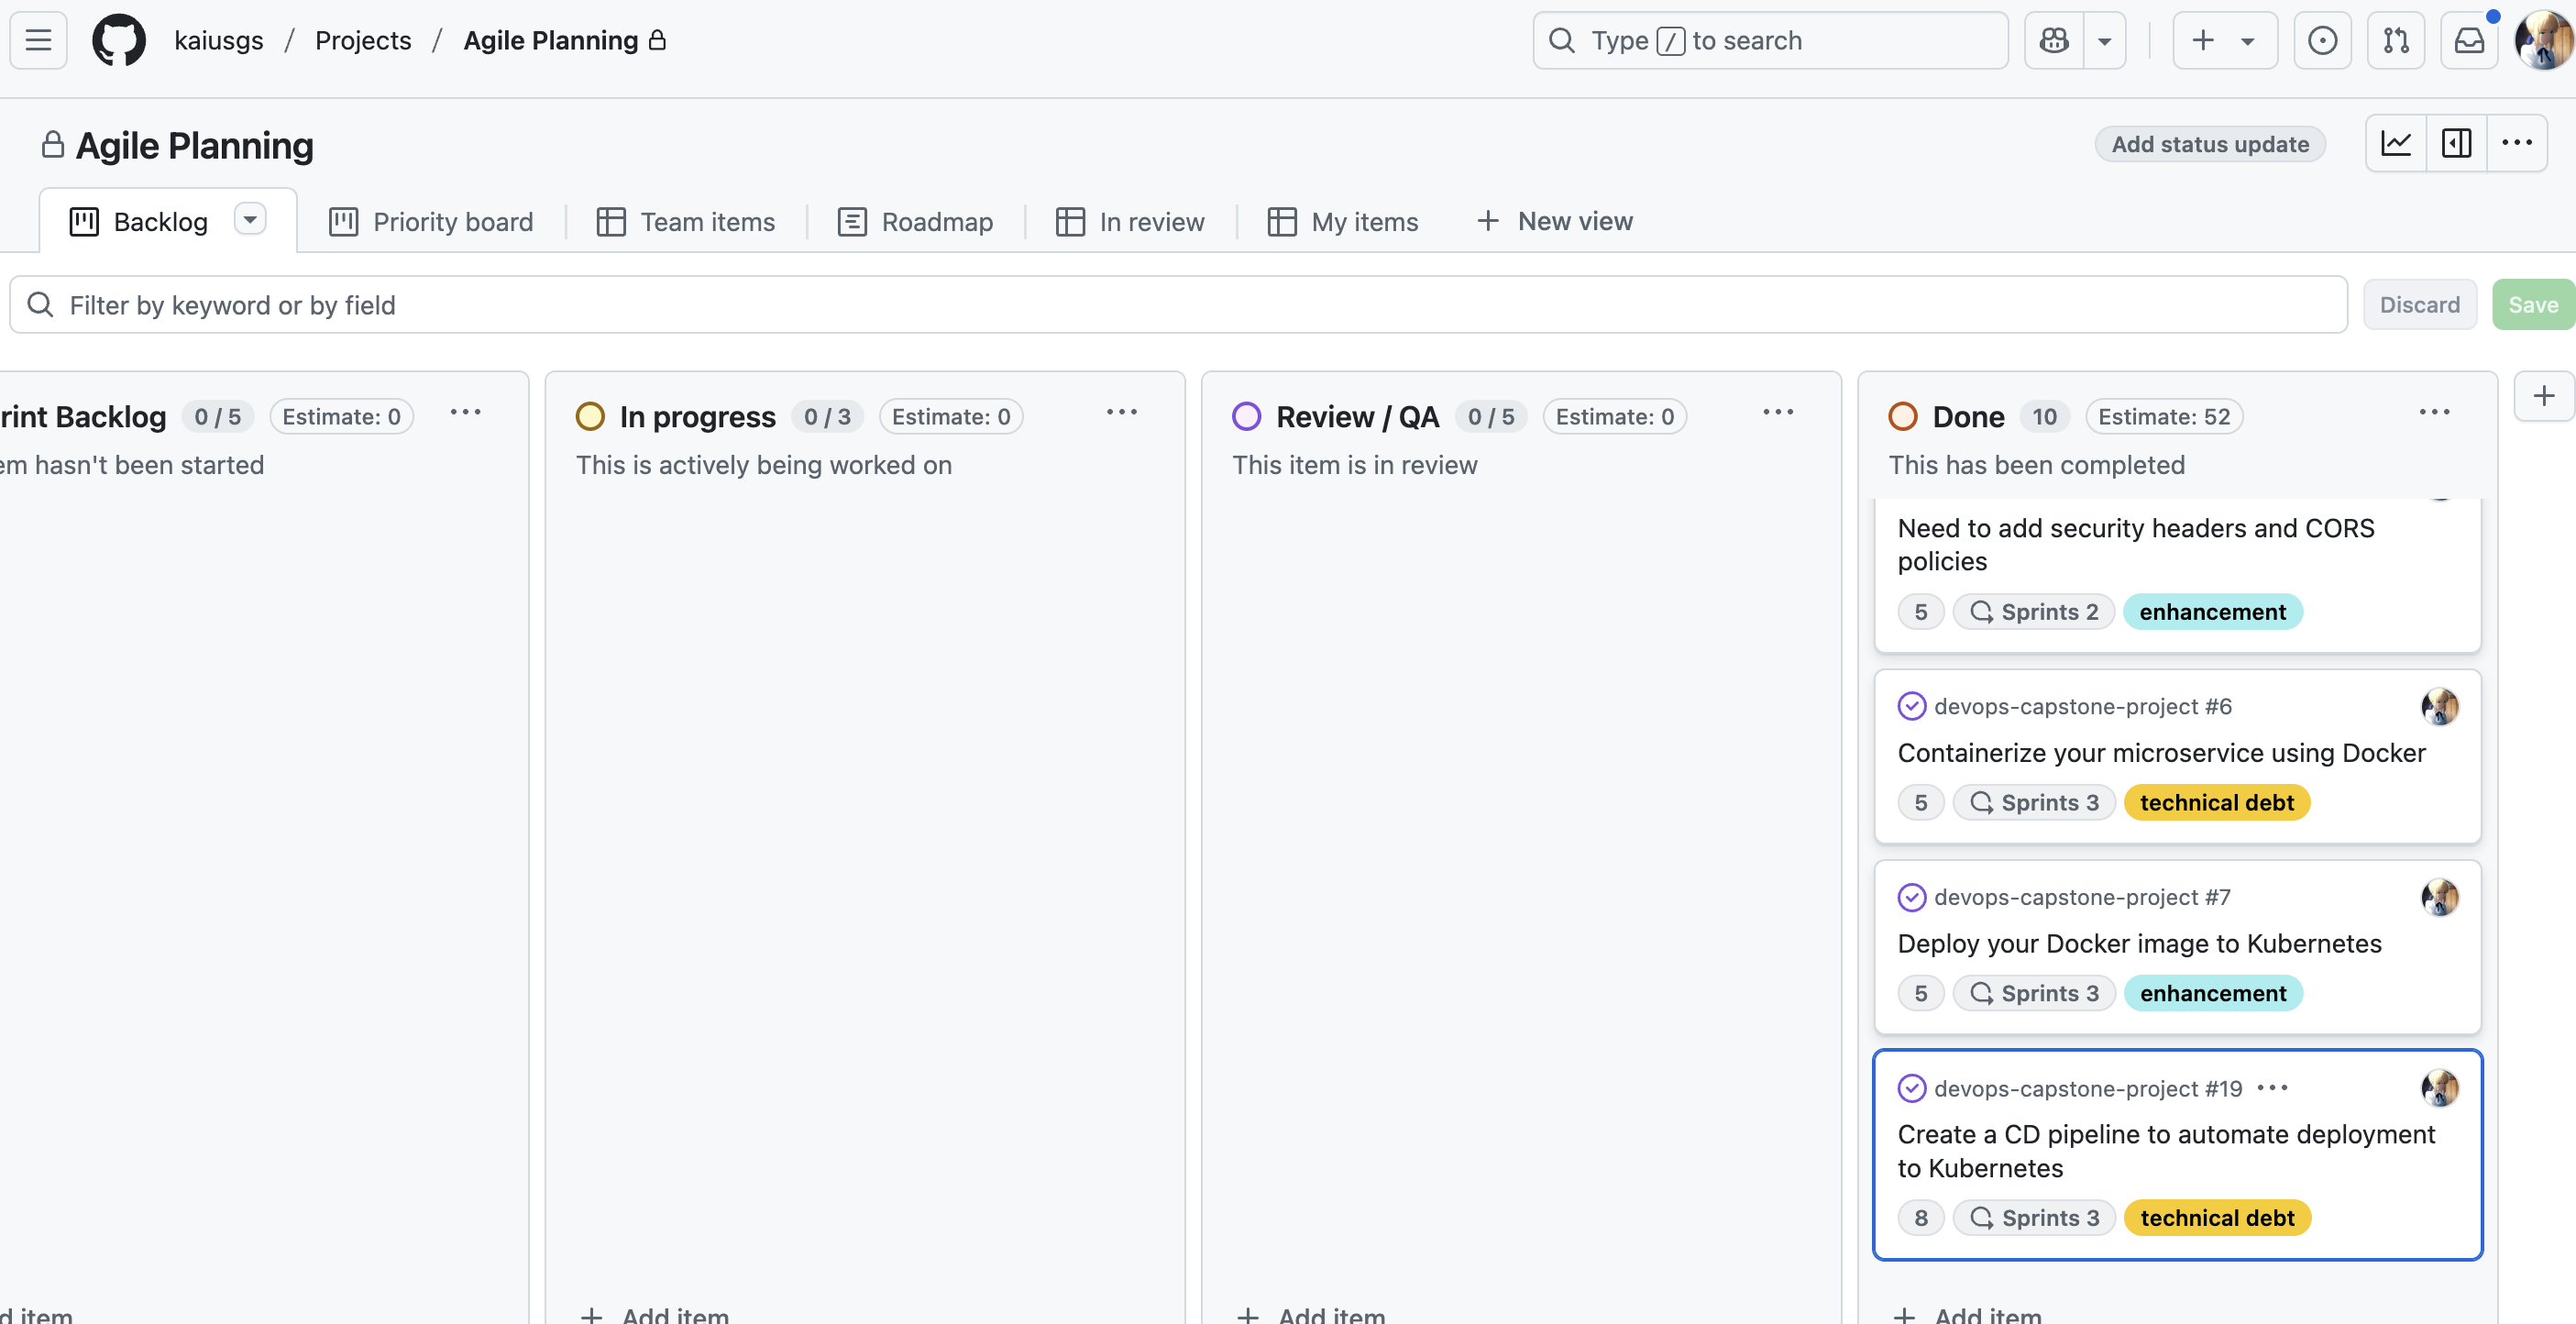 kaiusgs / Projects / Agile Planning
Type / to search
Agile Planning
Add status update
Backlog
Priority board
Team items
Roadmap
In review
My items
New view
Filter by keyword or by field
Discard
Save
rint Backlog 0 / 5 Estimate: 0
em hasn't been started
d item
In progress 0 / 3 Estimate: 0
This is actively being worked on
Add item
Review / QA 0 / 5 Estimate: 0
This item is in review
Add item
Done 10 Estimate: 52
This has been completed
Need to add security headers and CORS
policies
5 Sprints 2 enhancement
devops-capstone-project #6
Containerize your microservice using Docker
5 Sprints 3 technical debt
devops-capstone-project #7
Deploy your Docker image to Kubernetes
5 Sprints 3 enhancement
devops-capstone-project #19
Create a CD pipeline to automate deployment
to Kubernetes
8 Sprints 3 technical debt
Add item